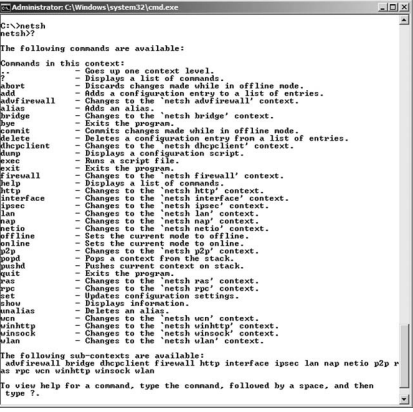 Administrator: C:\Windows\system32\cmd.exe
C:\>netsh
netsh>?
The following commands are available:
Commands in this context:
..             - Goes up one context level.
?              - Displays a list of commands.
abort          - Discards changes made while in offline mode.
add            - Adds a configuration entry to a list of entries.
advfirewall    - Changes to the `netsh advfirewall' context.
alias          - Adds an alias.
bridge         - Changes to the `netsh bridge' context.
bye            - Exits the program.
commit         - Commits changes made while in offline mode.
delete         - Deletes a configuration entry from a list of entries.
dhcpclient     - Changes to the `netsh dhcpclient' context.
dump           - Displays a configuration script.
exec           - Runs a script file.
exit           - Exits the program.
firewall       - Changes to the `netsh firewall' context.
help           - Displays a list of commands.
http           - Changes to the `netsh http' context.
interface      - Changes to the `netsh interface' context.
ipsec          - Changes to the `netsh ipsec' context.
lan            - Changes to the `netsh lan' context.
nap            - Changes to the `netsh nap' context.
netio          - Changes to the `netsh netio' context.
offline        - Sets the current mode to offline.
online         - Sets the current mode to online.
p2p            - Changes to the `netsh p2p' context.
popd           - Pops a context from the stack.
pushd          - Pushes current context on stack.
quit           - Exits the program.
ras            - Changes to the `netsh ras' context.
rpc            - Changes to the `netsh rpc' context.
set            - Updates configuration settings.
show           - Displays information.
unalias        - Deletes an alias.
wcn            - Changes to the `netsh wcn' context.
winhttp        - Changes to the `netsh winhttp' context.
winsock        - Changes to the `netsh winsock' context.
wlan           - Changes to the `netsh wlan' context.
The following sub-contexts are available:
advfirewall bridge dhcpclient firewall http interface ipsec lan nap netio p2p r
as rpc wcn winhttp winsock wlan
To view help for a command, type the command, followed by a space, and then
type ?.